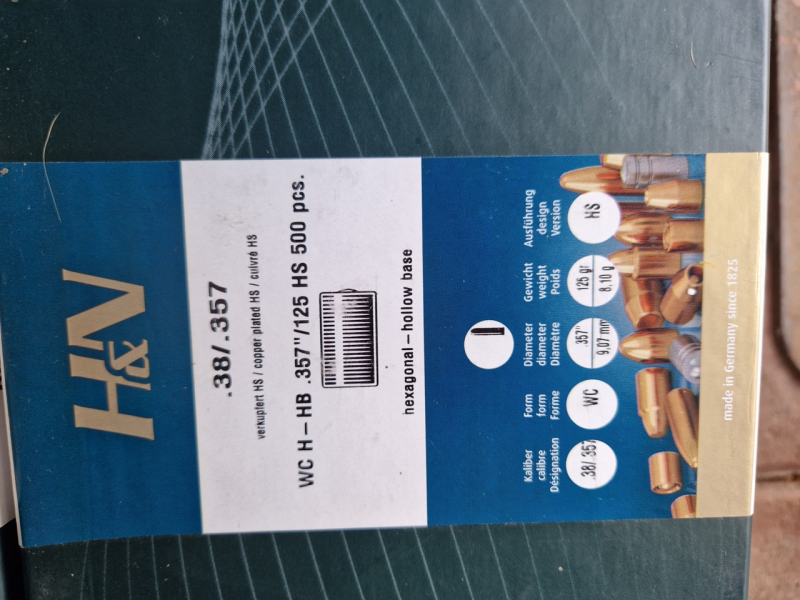 H&N
.38/.357
verkupfert HS / copper plated HS / cuivré HS
WC H – HB .357"/125 HS 500 pcs.
hexagonal – hollow base
Kaliber
calibre
Désignation
.38/.357
Form
form
Forme
WC
Diameter
diameter
Diamètre
.357"
9,07 mm
Gewicht
weight
Poids
125 gr
8,10 g
Ausführung
design
Version
HS
made in Germany since 1825